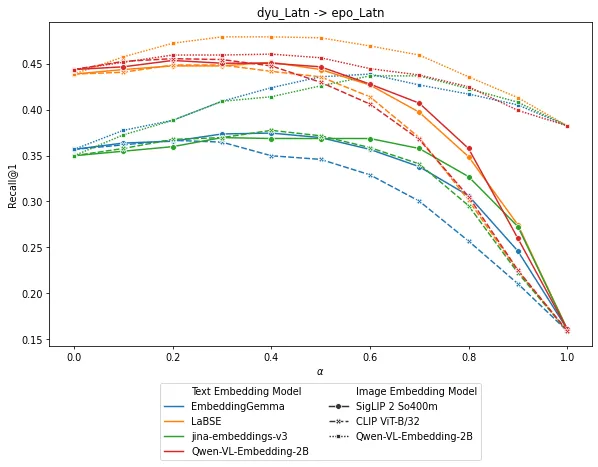 dyu_Latn -> epo_Latn
Recall@1
0.45
0.40
0.35
0.30
0.25
0.20
0.15
0.0 0.2 0.4 0.6 0.8 1.0
α
Text Embedding Model
EmbeddingGemma
LaBSE
jina-embeddings-v3
Qwen-VL-Embedding-2B
Image Embedding Model
SigLIP 2 So400m
CLIP ViT-B/32
Qwen-VL-Embedding-2B